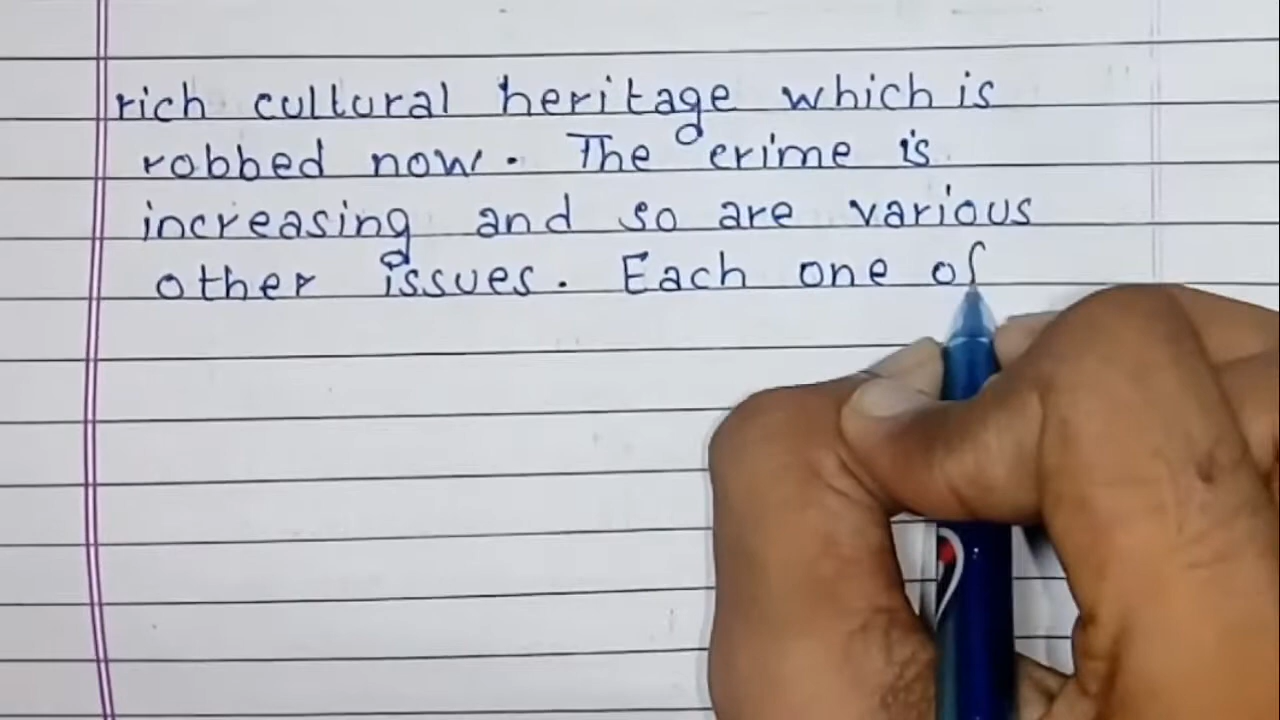 rich cultural heritage which is
robbed now. The crime is
increasing and so are various
other issues. Each one of